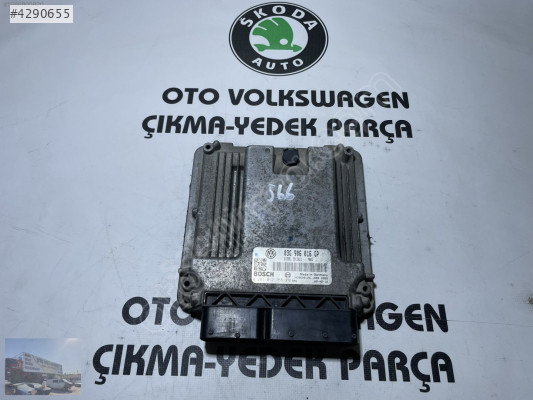 #4290655
SKODA
AUTO
OTO VOLKSWAGEN
ÇIKMA-YEDEK PARÇA
566
03G 906 016 GP
BOSCH
OTO VOLKSWAGEN
ÇIKMA-YEDEK PARÇA